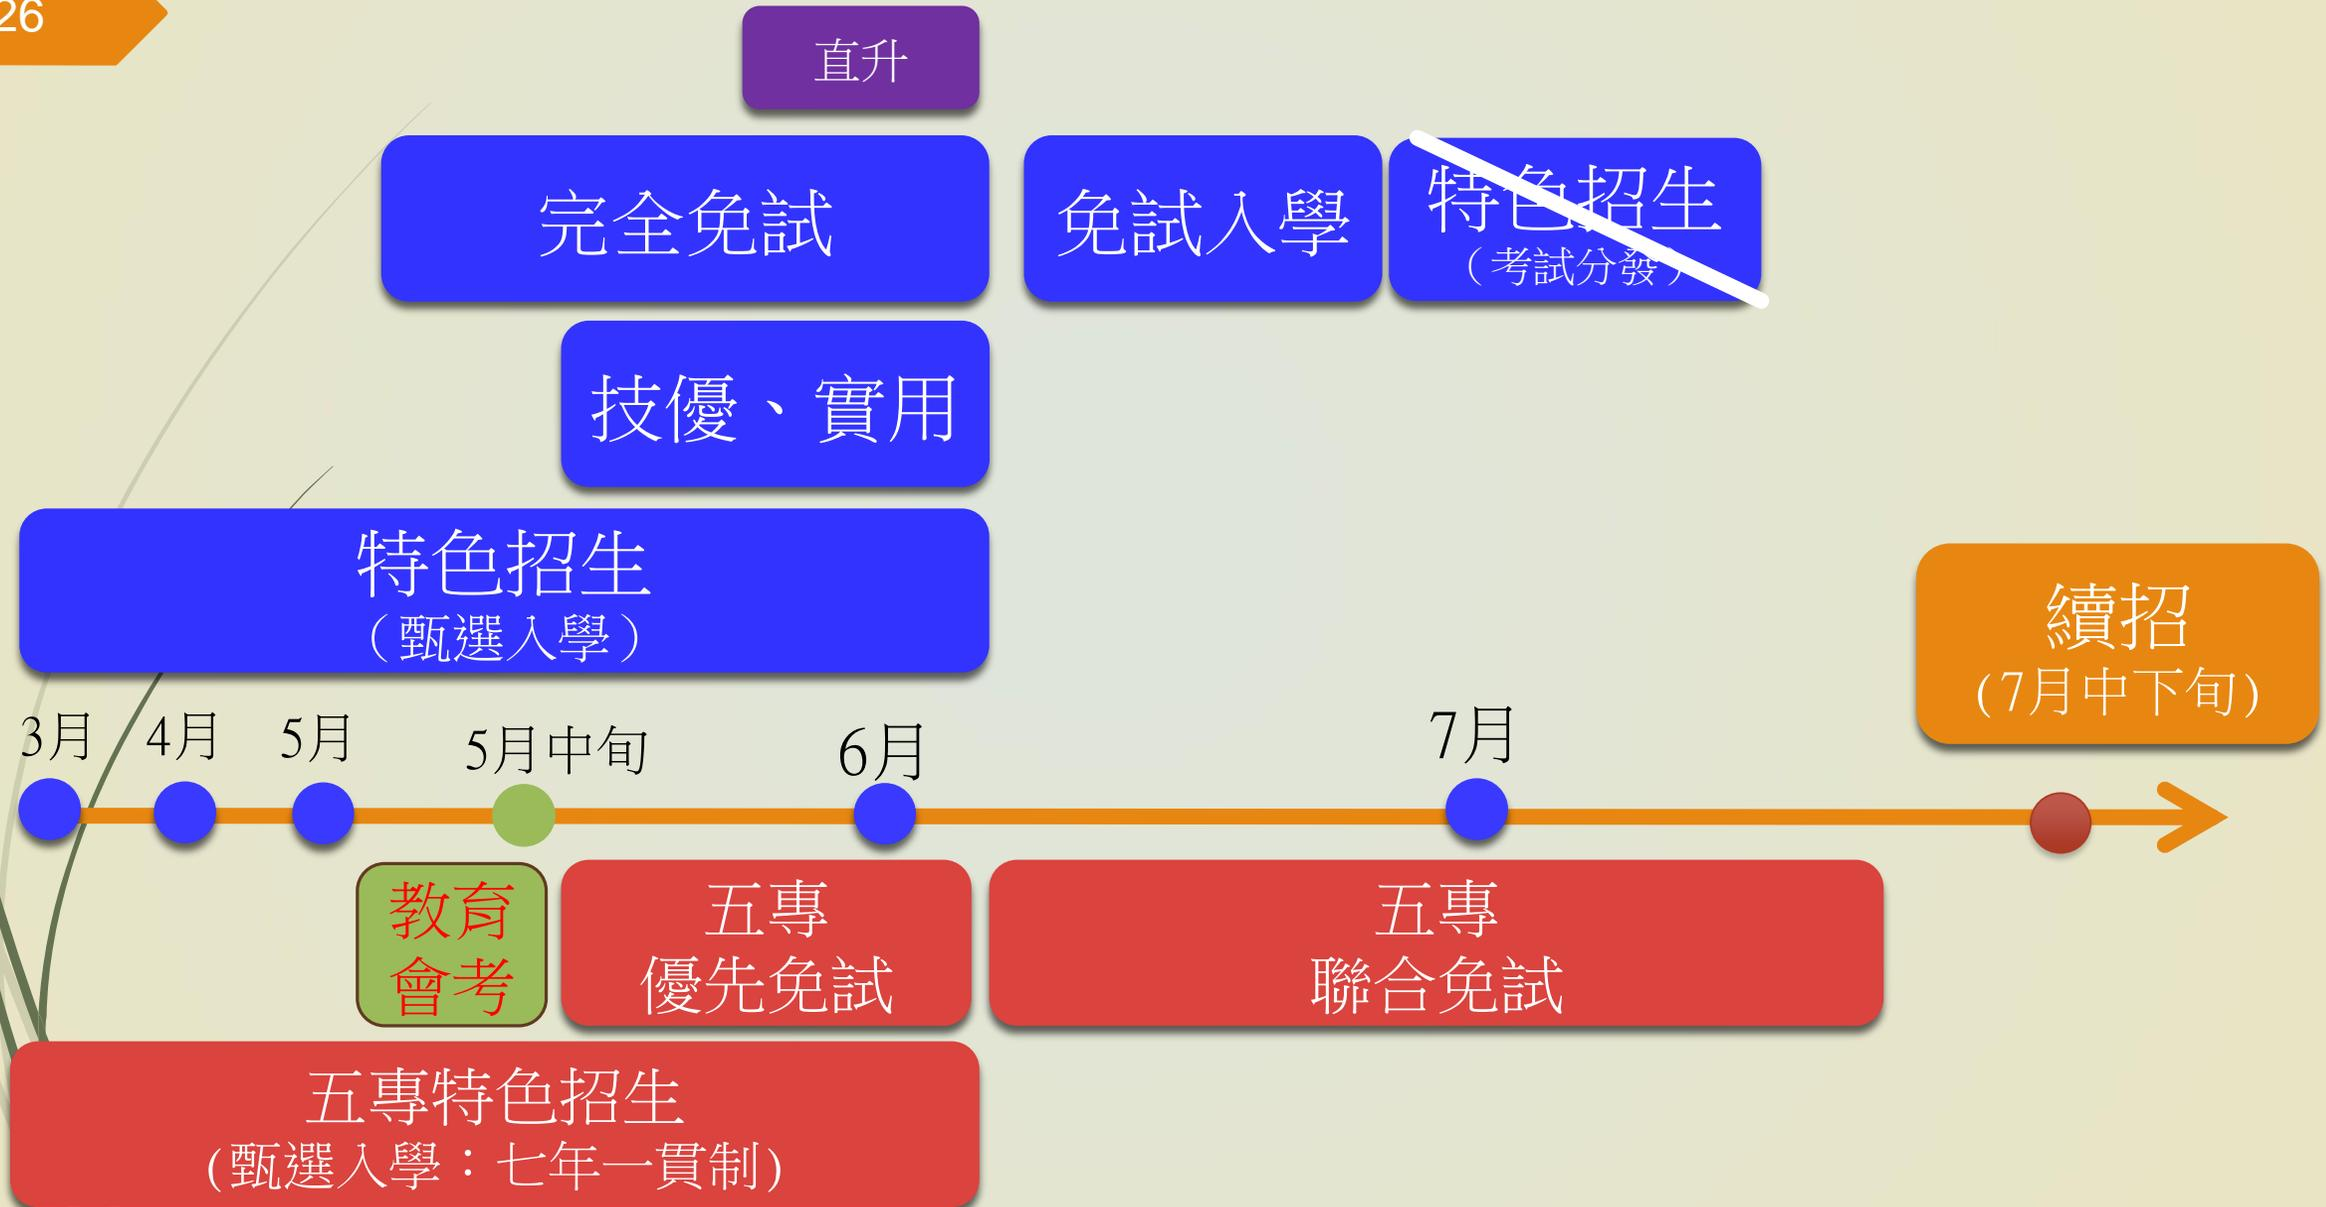 26
直升
完全免試
免試入學
特色招生
（考試分發）
技優、實用
特色招生
（甄選入學）
續招
(7月中下旬)
3月
4月
5月
5月中旬
6月
7月
教育
會考
五專
優先免試
五專
聯合免試
五專特色招生
(甄選入學：七年一貫制)